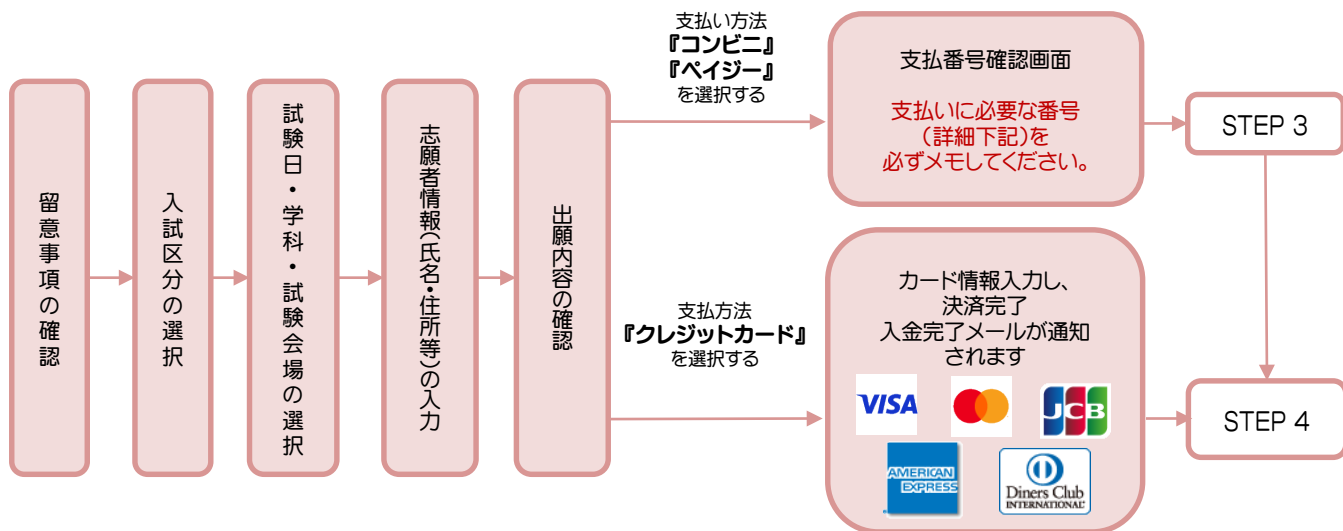 留意事項の確認
入試区分の選択
試験日・学科・試験会場の選択
志願者情報(氏名・住所等)の入力
出願内容の確認
支払い方法
『コンビニ』
『ペイジー』
を選択する
支払番号確認画面
支払いに必要な番号
(詳細下記)を
必ずメモしてください。
STEP 3
支払方法
『クレジットカード』
を選択する
カード情報入力し、
決済完了
入金完了メールが通知
されます
VISA
JCB
AMERICAN
EXPRESS
Diners Club
INTERNATIONAL
STEP 4